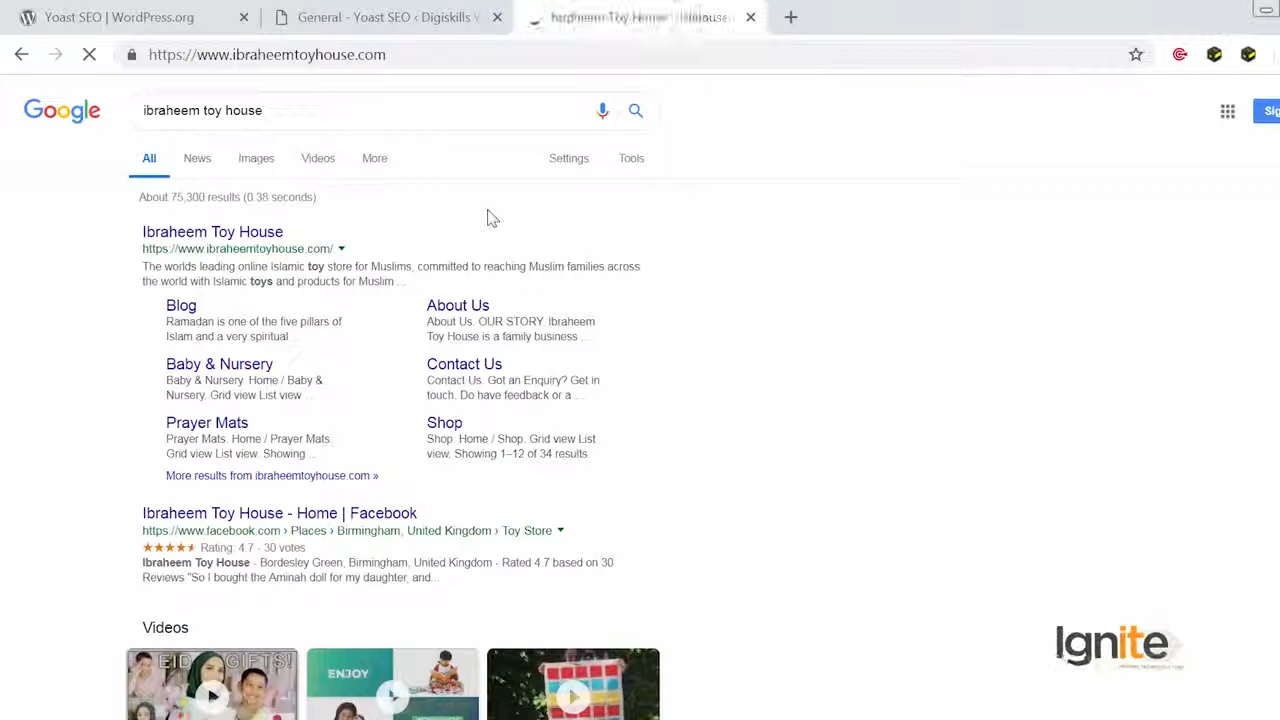 Yoast SEO | WordPress.org
General - Yoast SEO ‹ Digiskills
https://www.ibraheemtoyhouse.com
Google
ibraheem toy house
All
News
Images
Videos
More
Settings
Tools
About 75,300 results (0.38 seconds)
Ibraheem Toy House
https://www.ibraheemtoyhouse.com/
The worlds leading online Islamic toy store for Muslims, committed to reaching Muslim families across
the world with Islamic toys and products for Muslim ...
Blog
Ramadan is one of the five pillars of
Islam and a very spiritual ...
About Us
About Us. OUR STORY. Ibraheem
Toy House is a family business ...
Baby & Nursery
Baby & Nursery. Home / Baby &
Nursery. Grid view List view ...
Contact Us
Contact Us. Got an Enquiry? Get in
touch. Do have feedback or a ...
Prayer Mats
Prayer Mats. Home / Prayer Mats.
Grid view List view. Showing ...
Shop
Shop. Home / Shop. Grid view List
view. Showing 1–12 of 34 results
More results from ibraheemtoyhouse.com »
Ibraheem Toy House - Home | Facebook
https://www.facebook.com › Places › Birmingham, United Kingdom › Toy Store
Rating: 4.7 - 30 votes
Ibraheem Toy House - Bordesley Green, Birmingham, United Kingdom - Rated 4.7 based on 30
Reviews "So I bought the Aminah doll for my daughter, and...
Videos
EID GIFTS!
ENJOY
Ignite